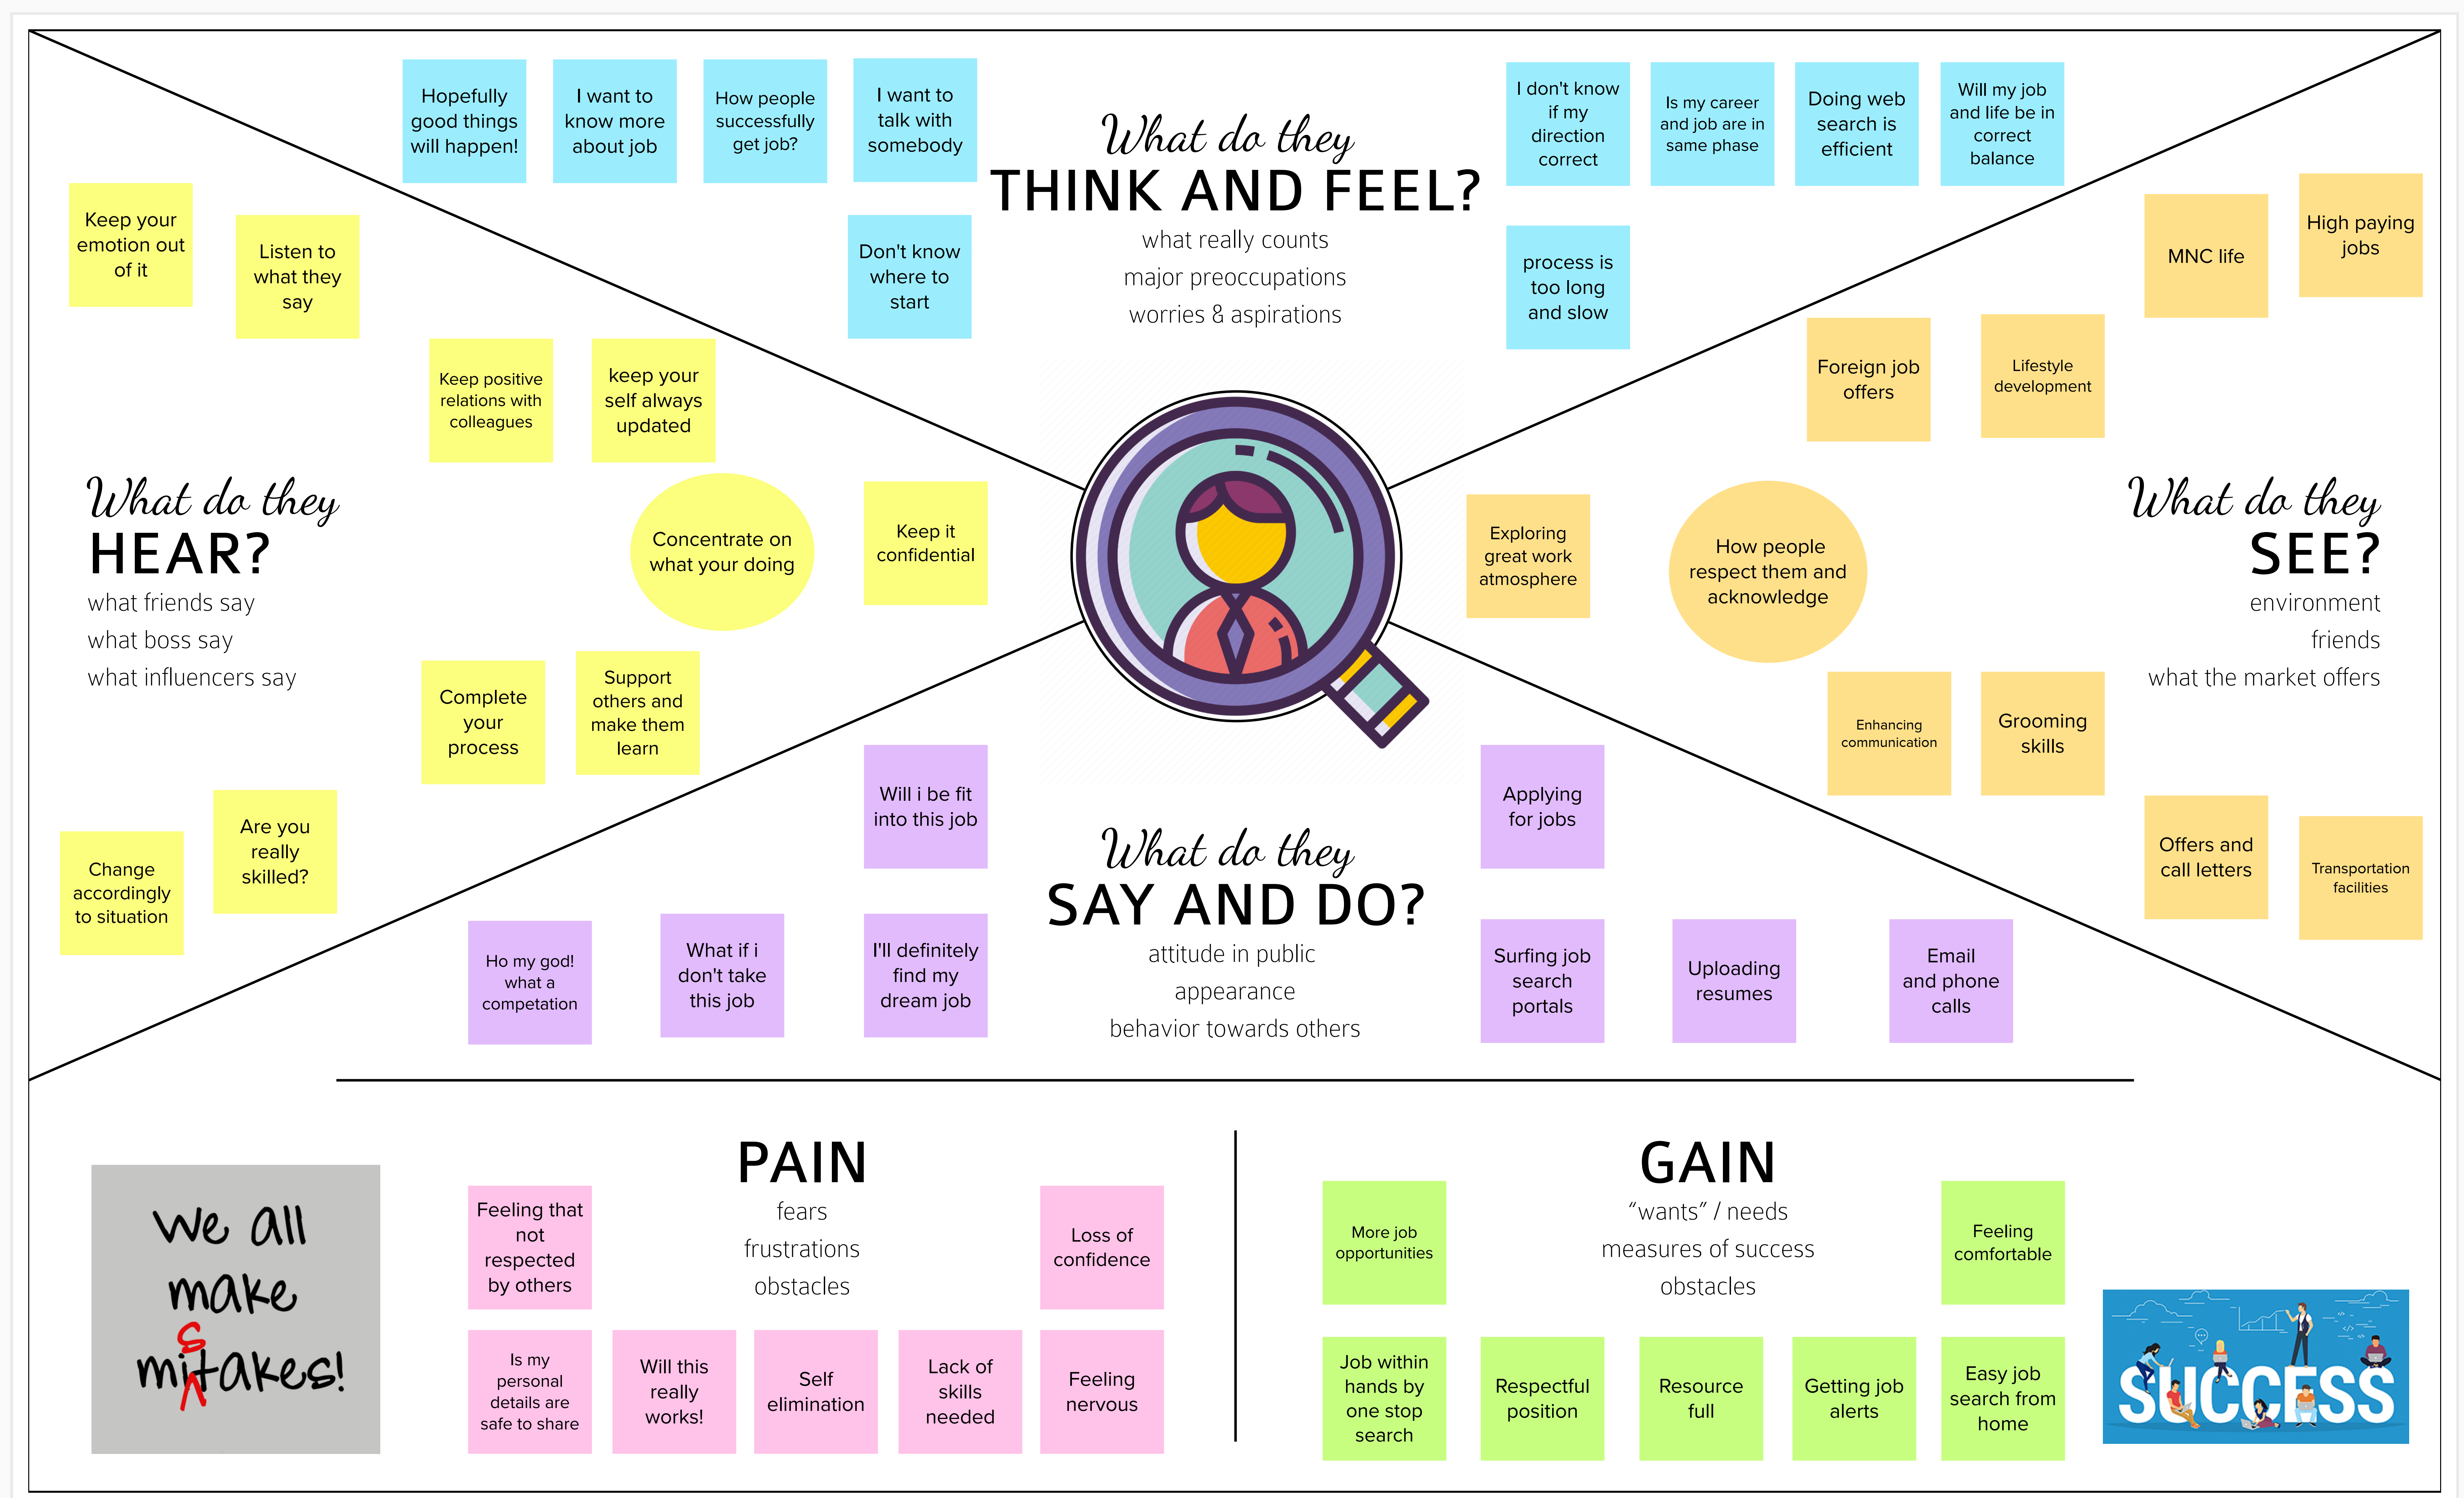 Hopefully
good things
will happen!
I want to
know more
about job
How people
successfully
get job?
I want to
talk with
somebody
Don't know
where to
start
What do they
THINK AND FEEL?
what really counts
major preoccupations
worries & aspirations
I don't know
if my
direction
correct
Is my career
and job are in
same phase
Doing web
search is
efficient
Will my job
and life be in
correct
balance
process is
too long
and slow
Keep your
emotion out
of it
Listen to
what they
say
Keep positive
relations with
colleagues
keep your
self always
updated
What do they
HEAR?
what friends say
what boss say
what influencers say
Concentrate on
what your doing
Keep it
confidential
Complete
your
process
Support
others and
make them
learn
Change
accordingly
to situation
Are you
really
skilled?
MNC life
High paying
jobs
Foreign job
offers
Lifestyle
development
Exploring
great work
atmosphere
How people
respect them and
acknowledge
What do they
SEE?
environment
friends
what the market offers
Enhancing
communication
Grooming
skills
Offers and
call letters
Transportation
facilities
Will i be fit
into this job
Ho my god!
what a
competation
What if i
don't take
this job
I'll definitely
find my
dream job
What do they
SAY AND DO?
attitude in public
appearance
behavior towards others
Applying
for jobs
Surfing job
search
portals
Uploading
resumes
Email
and phone
calls
We all
make
s
mitakes!
PAIN
fears
frustrations
obstacles
Feeling that
not
respected
by others
Loss of
confidence
Is my
personal
details are
safe to share
Will this
really
works!
Self
elimination
Lack of
skills
needed
Feeling
nervous
GAIN
“wants” / needs
measures of success
obstacles
More job
opportunities
Feeling
comfortable
Job within
hands by
one stop
search
Respectful
position
Resource
full
Getting job
alerts
Easy job
search from
home
SUCCESS